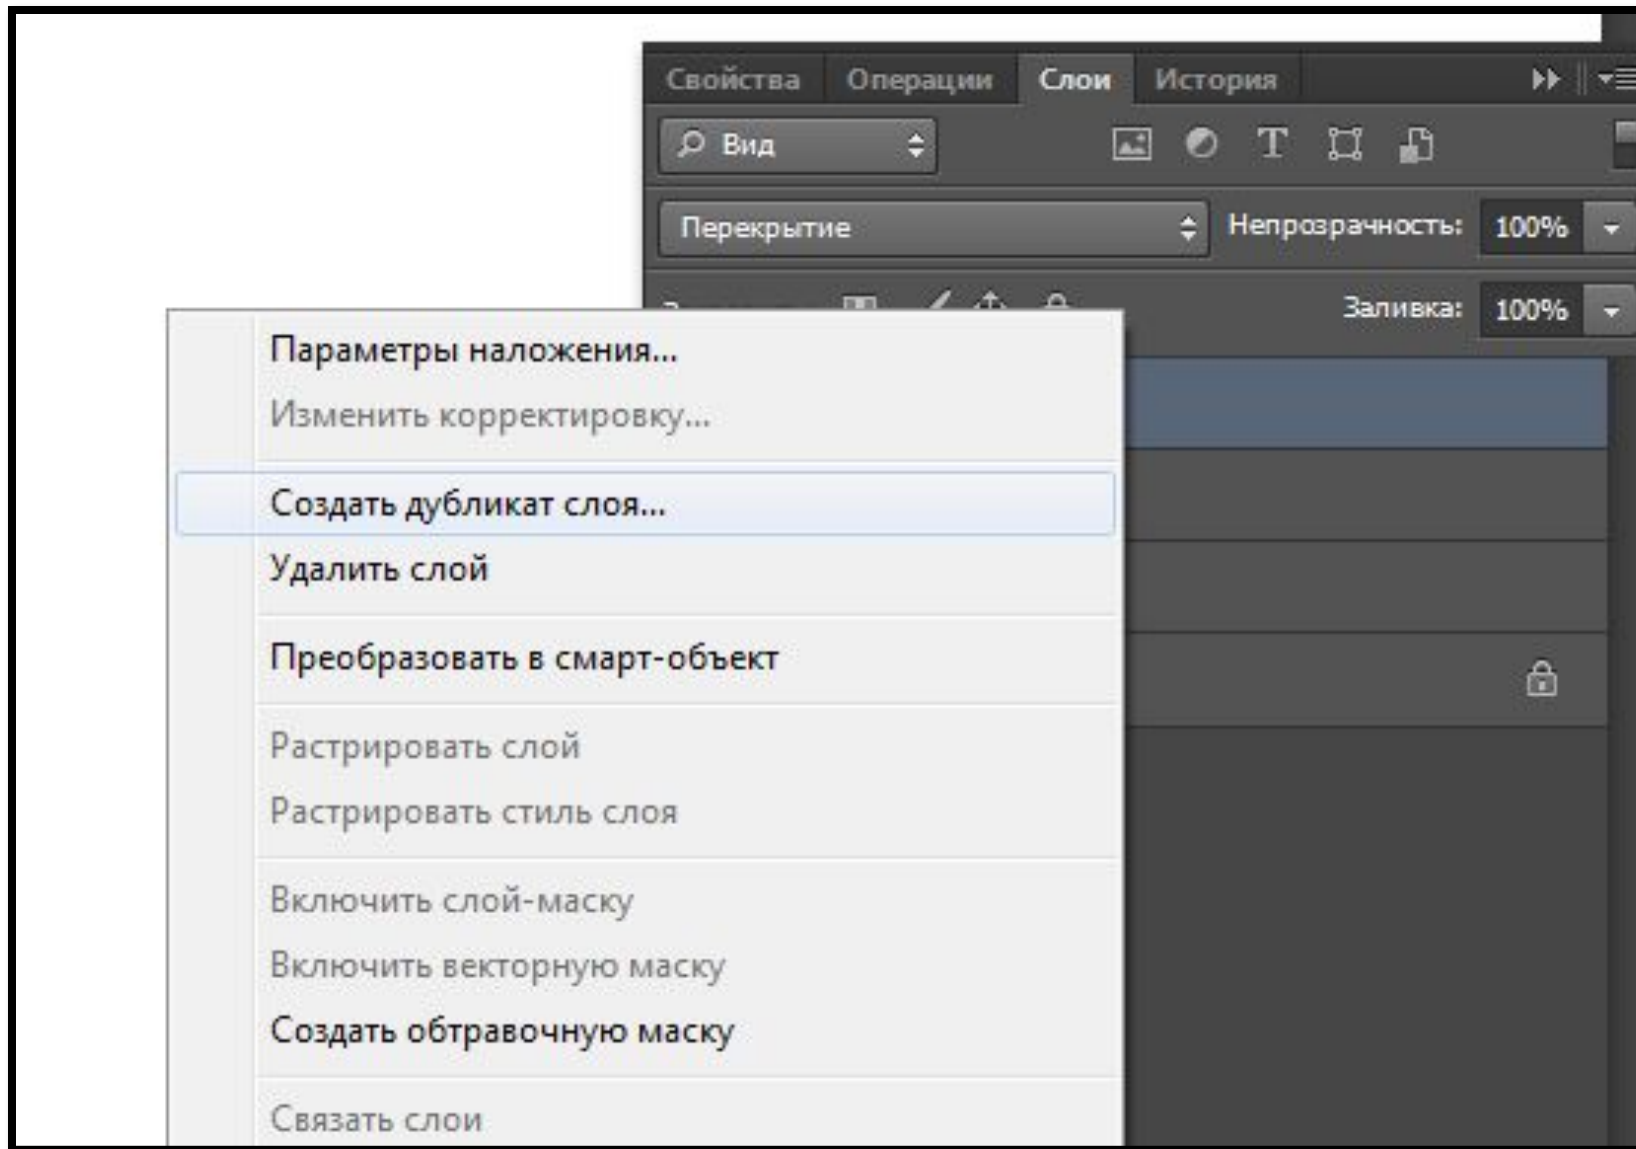 Свойства Операции Слои История
Вид
Перекрытие Непрозрачность: 100%
Заливка: 100%
Параметры наложения...
Изменить корректировку...
Создать дубликат слоя...
Удалить слой
Преобразовать в смарт-объект
Растрировать слой
Растрировать стиль слоя
Включить слой-маску
Включить векторную маску
Создать обтравочную маску
Связать слои